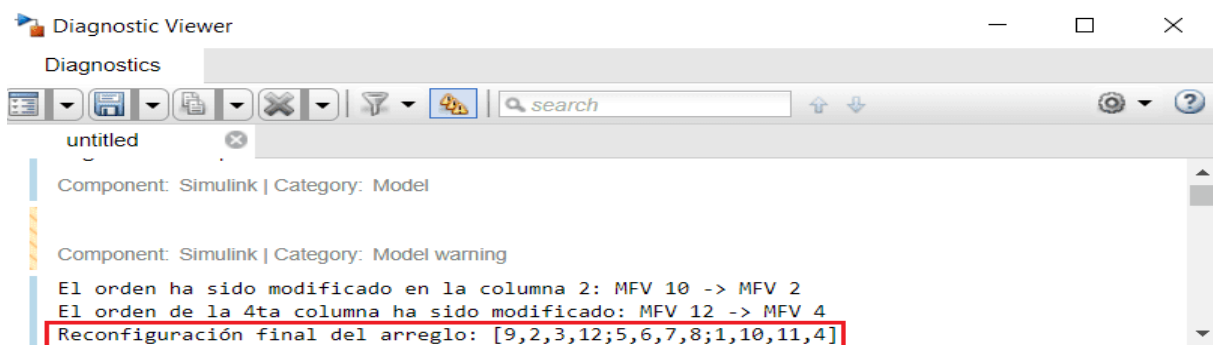 Diagnostic Viewer
Diagnostics
search
untitled
Component: Simulink | Category: Model
Component: Simulink | Category: Model warning
El orden ha sido modificado en la columna 2: MFV 10 -> MFV 2
El orden de la 4ta columna ha sido modificado: MFV 12 -> MFV 4
Reconfiguración final del arreglo: [9,2,3,12;5,6,7,8;1,10,11,4]